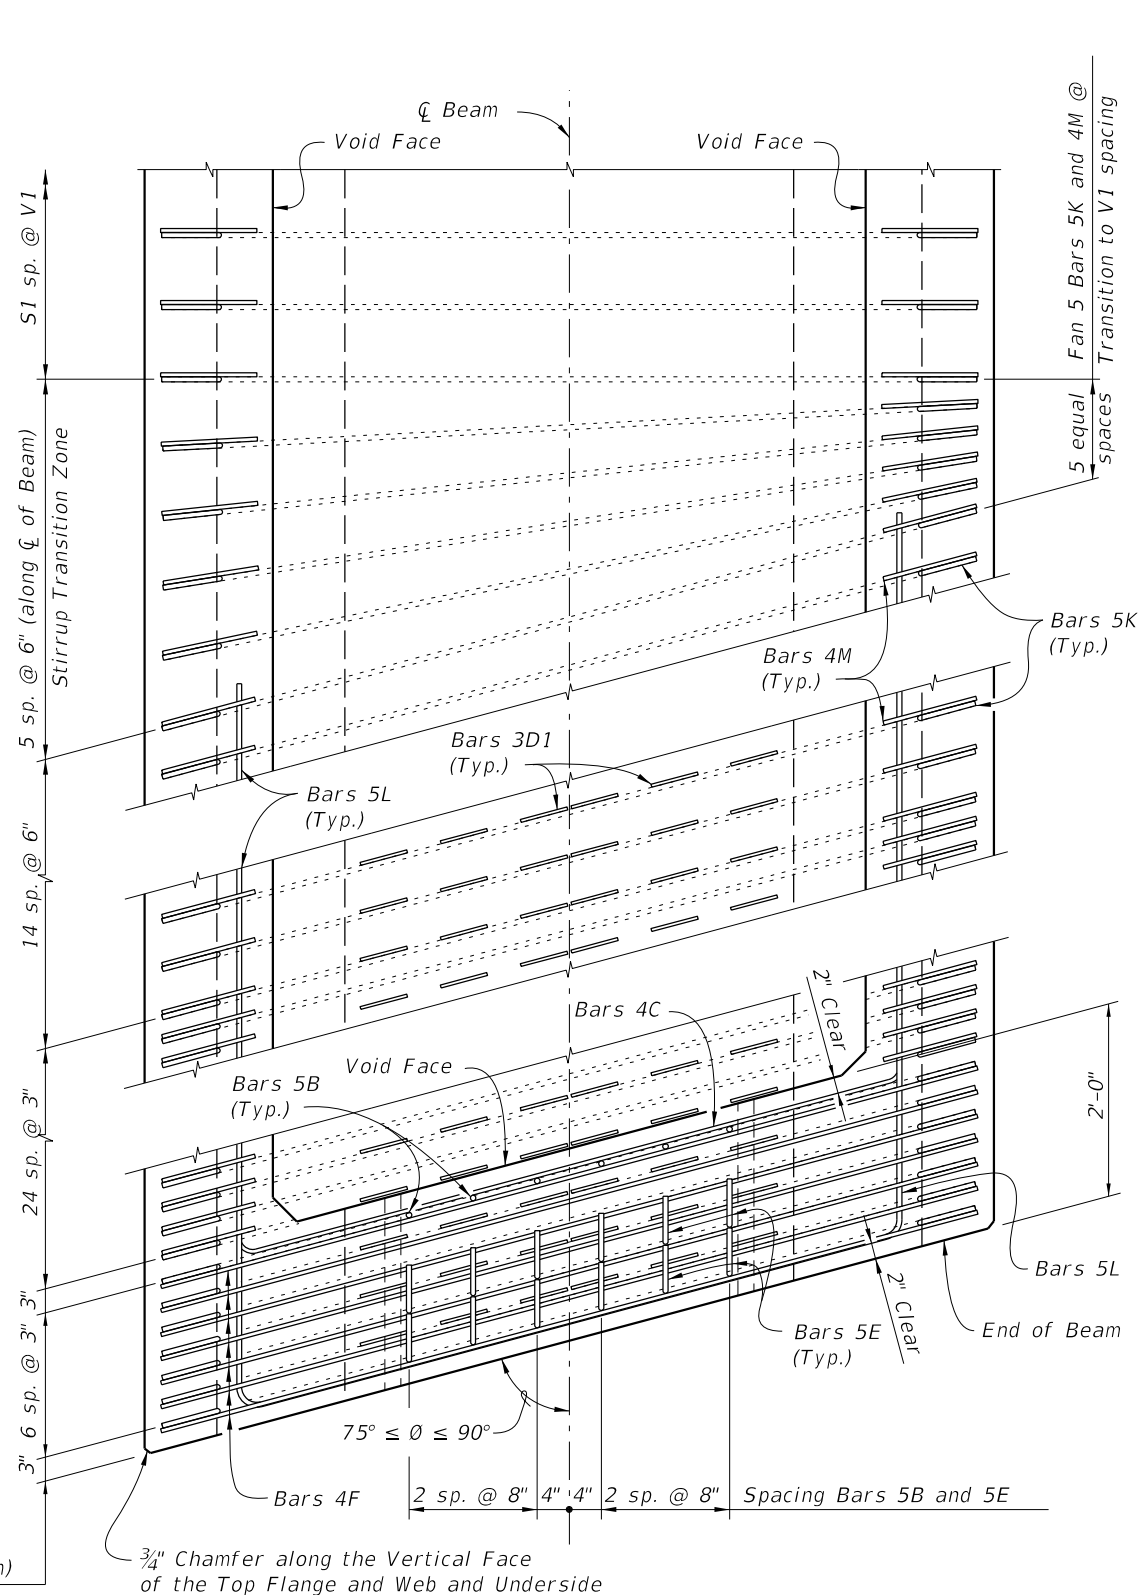 ℄ Beam
Void Face
Void Face
S1 sp. @ V1
Fan 5 Bars 5K and 4M @
Transition to V1 spacing
5 equal
spaces
5 sp. @ 6" (along ℄ of Beam)
Stirrup Transition Zone
Bars 5K
(Typ.)
Bars 4M
(Typ.)
Bars 3D1
(Typ.)
Bars 5L
(Typ.)
14 sp. @ 6"
2" Clear
Bars 4C
Void Face
Bars 5B
(Typ.)
2'-0"
24 sp. @ 3"
Bars 5L
3"
2" Clear
Bars 5E
(Typ.)
End of Beam
6 sp. @ 3"
75° ≤ Ø ≤ 90°
3"
Bars 4F
2 sp. @ 8"
4"
4"
2 sp. @ 8"
Spacing Bars 5B and 5E
¾" Chamfer along the Vertical Face
of the Top Flange and Web and Underside